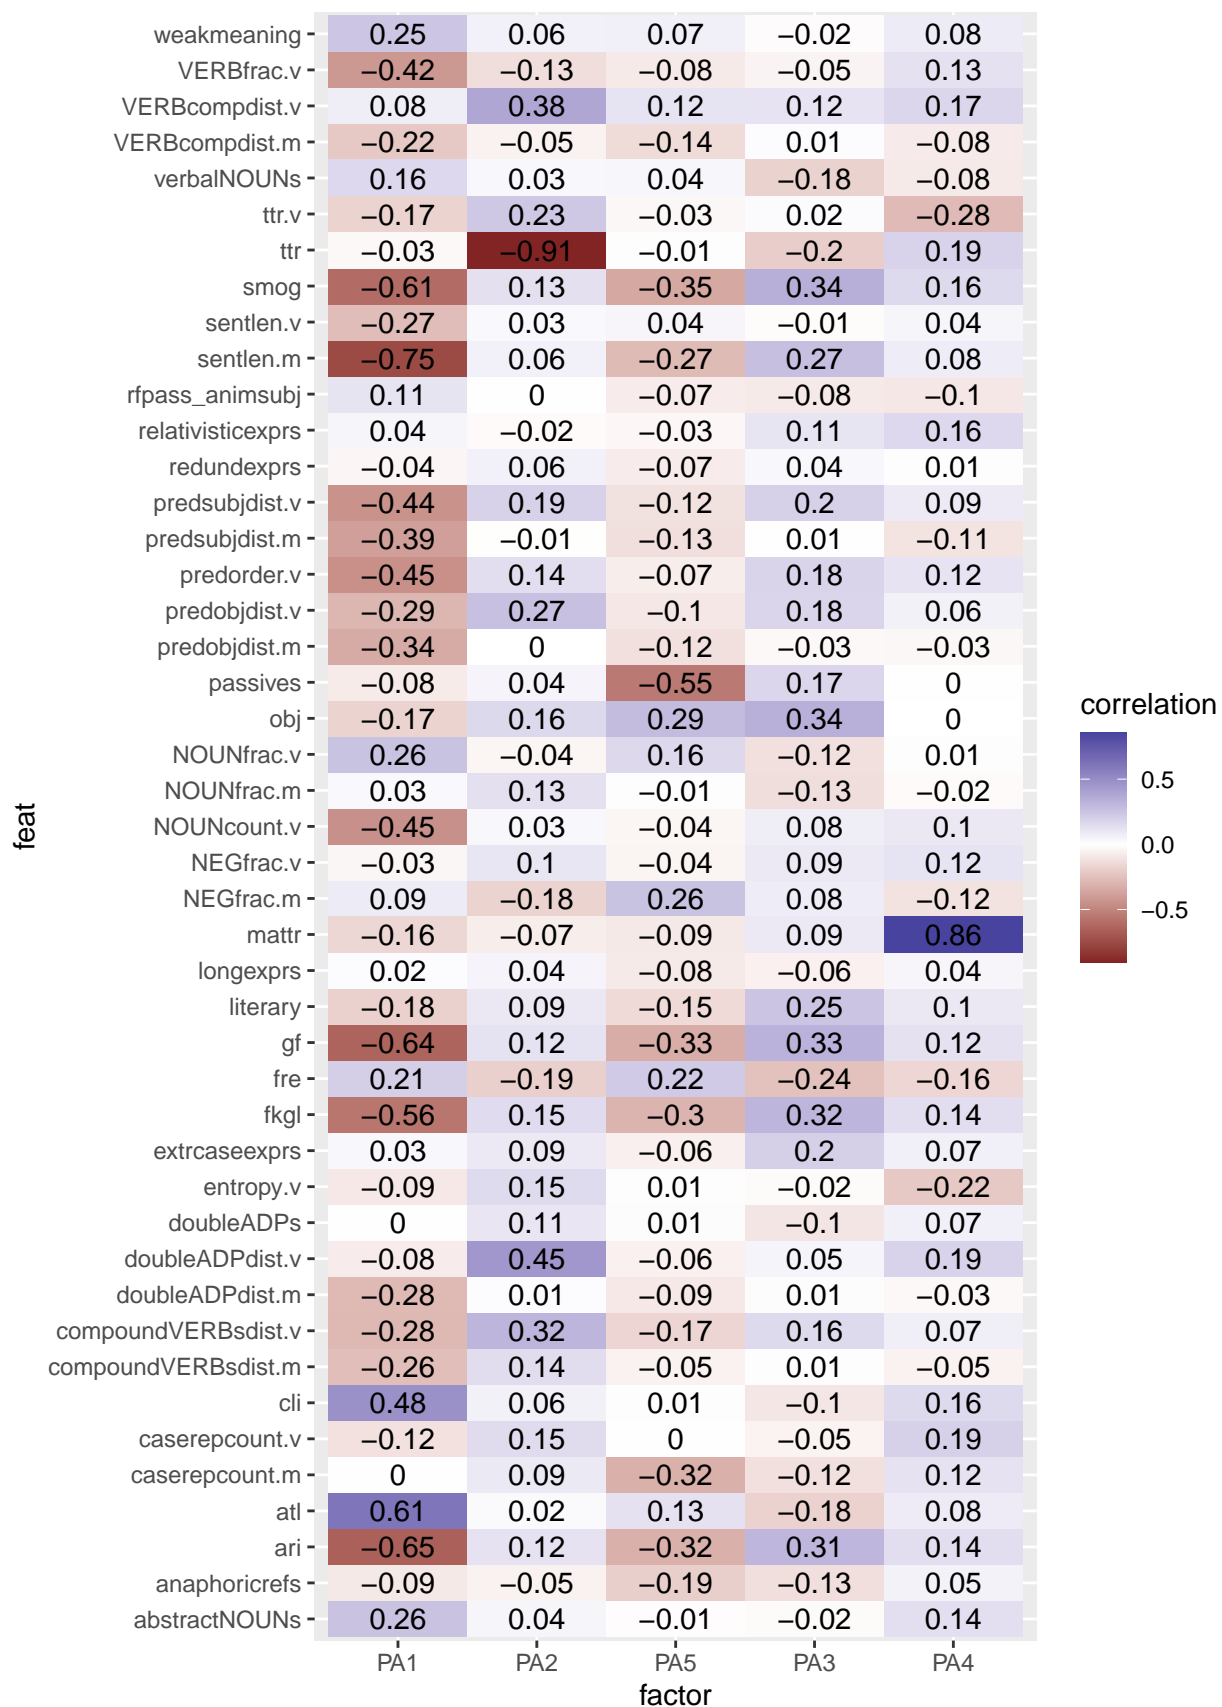 weakmeaning 0.25 0.06 0.07 −0.02 0.08
VERBfrac.v −0.42 −0.13 −0.08 −0.05 0.13
VERBcompdist.v 0.08 0.38 0.12 0.12 0.17
VERBcompdist.m −0.22 −0.05 −0.14 0.01 −0.08
verbalNOUNs 0.16 0.03 0.04 −0.18 −0.08
ttr.v −0.17 0.23 −0.03 0.02 −0.28
ttr −0.03 −0.91 −0.01 −0.2 0.19
smog −0.61 0.13 −0.35 0.34 0.16
sentlen.v −0.27 0.03 0.04 −0.01 0.04
sentlen.m −0.75 0.06 −0.27 0.27 0.08
rfpass_animsubj 0.11 0 −0.07 −0.08 −0.1
relativisticexprs 0.04 −0.02 −0.03 0.11 0.16
redundexprs −0.04 0.06 −0.07 0.04 0.01
predsubjdist.v −0.44 0.19 −0.12 0.2 0.09
predsubjdist.m −0.39 −0.01 −0.13 0.01 −0.11
predorder.v −0.45 0.14 −0.07 0.18 0.12
predobjdist.v −0.29 0.27 −0.1 0.18 0.06
predobjdist.m −0.34 0 −0.12 −0.03 −0.03
passives −0.08 0.04 −0.55 0.17 0
obj −0.17 0.16 0.29 0.34 0
NOUNfrac.v 0.26 −0.04 0.16 −0.12 0.01
NOUNfrac.m 0.03 0.13 −0.01 −0.13 −0.02
NOUNcount.v −0.45 0.03 −0.04 0.08 0.1
NEGfrac.v −0.03 0.1 −0.04 0.09 0.12
NEGfrac.m 0.09 −0.18 0.26 0.08 −0.12
mattr −0.16 −0.07 −0.09 0.09 0.86
longexprs 0.02 0.04 −0.08 −0.06 0.04
literary −0.18 0.09 −0.15 0.25 0.1
gf −0.64 0.12 −0.33 0.33 0.12
fre 0.21 −0.19 0.22 −0.24 −0.16
fkgl −0.56 0.15 −0.3 0.32 0.14
extrcaseexprs 0.03 0.09 −0.06 0.2 0.07
entropy.v −0.09 0.15 0.01 −0.02 −0.22
doubleADPs 0 0.11 0.01 −0.1 0.07
doubleADPdist.v −0.08 0.45 −0.06 0.05 0.19
doubleADPdist.m −0.28 0.01 −0.09 0.01 −0.03
compoundVERBsdist.v −0.28 0.32 −0.17 0.16 0.07
compoundVERBsdist.m −0.26 0.14 −0.05 0.01 −0.05
cli 0.48 0.06 0.01 −0.1 0.16
caserepcount.v −0.12 0.15 0 −0.05 0.19
caserepcount.m 0 0.09 −0.32 −0.12 0.12
atl 0.61 0.02 0.13 −0.18 0.08
ari −0.65 0.12 −0.32 0.31 0.14
anaphoricrefs −0.09 −0.05 −0.19 −0.13 0.05
abstractNOUNs 0.26 0.04 −0.01 −0.02 0.14
PA1 PA2 PA5 PA3 PA4
factor
feat
correlation
0.5
0.0
−0.5